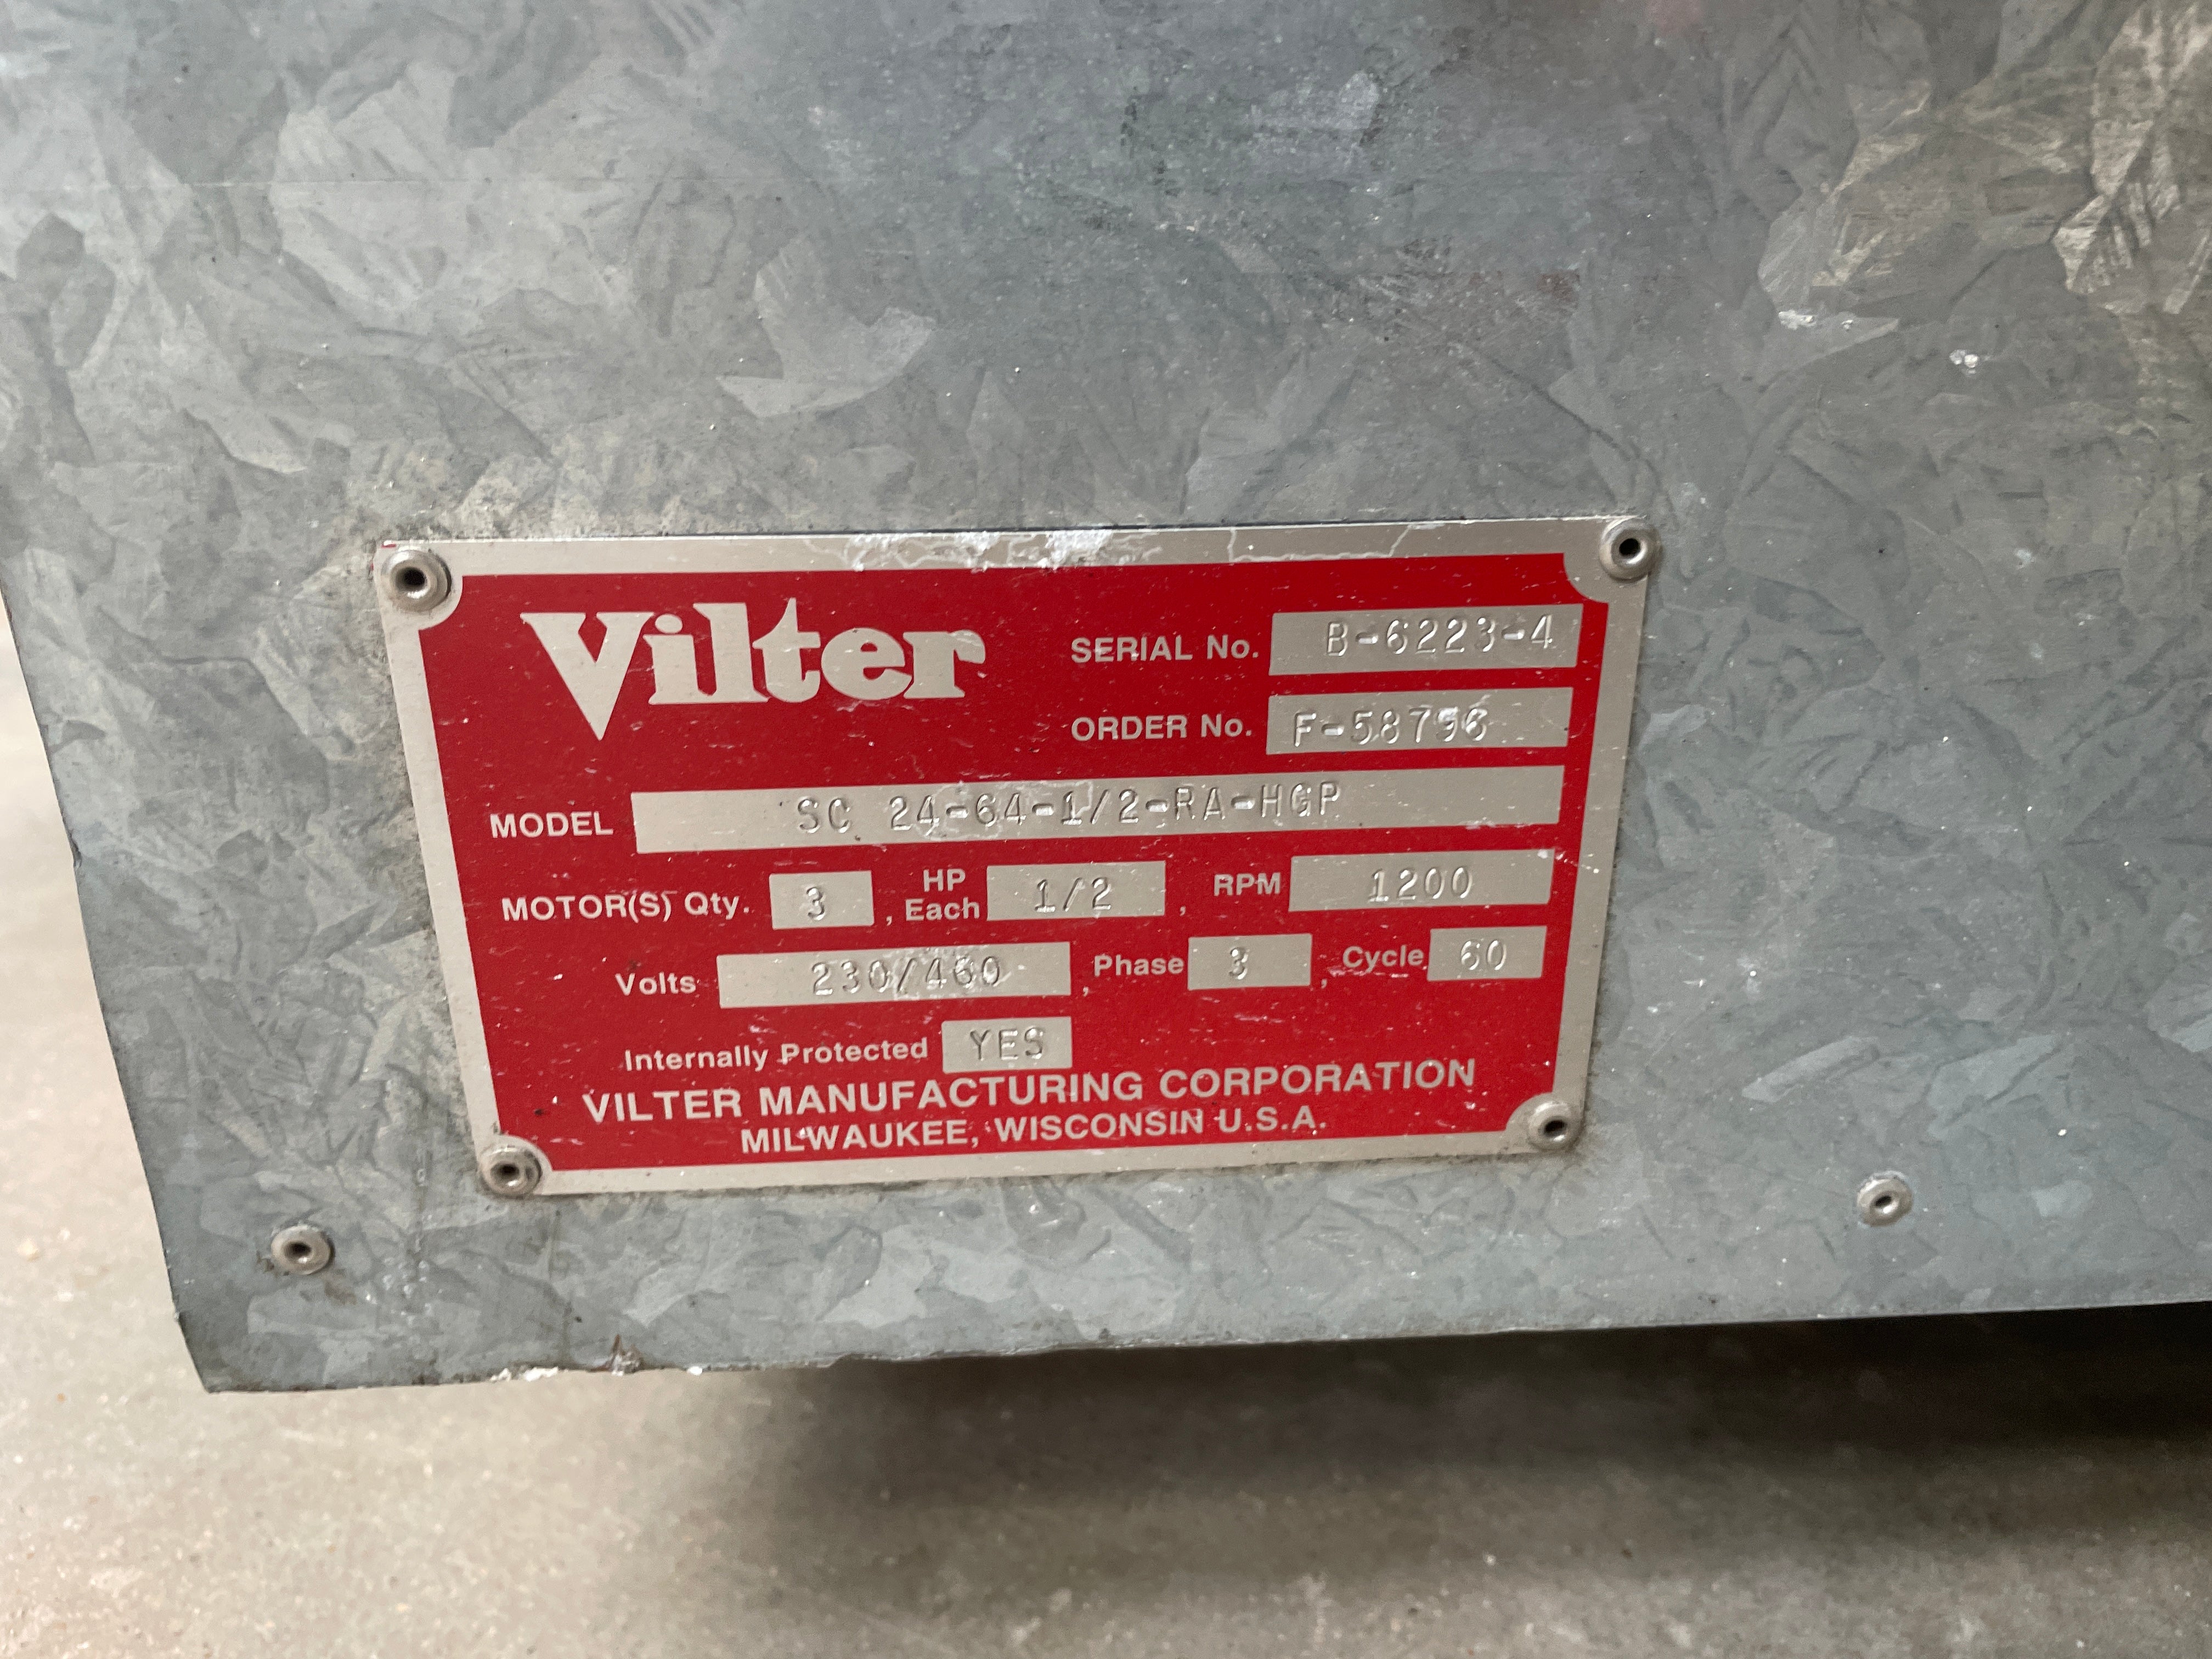 Vilter
SERIAL No. B-6223-4
ORDER No. F-58796
MODEL SC 24-64-1/2-RA-HGP
MOTOR(S) Qty. 3 , HP Each 1/2 , RPM 1200
Volts 230/460 , Phase 3 , Cycle 60
Internally Protected YES
VILTER MANUFACTURING CORPORATION
MILWAUKEE, WISCONSIN U.S.A.